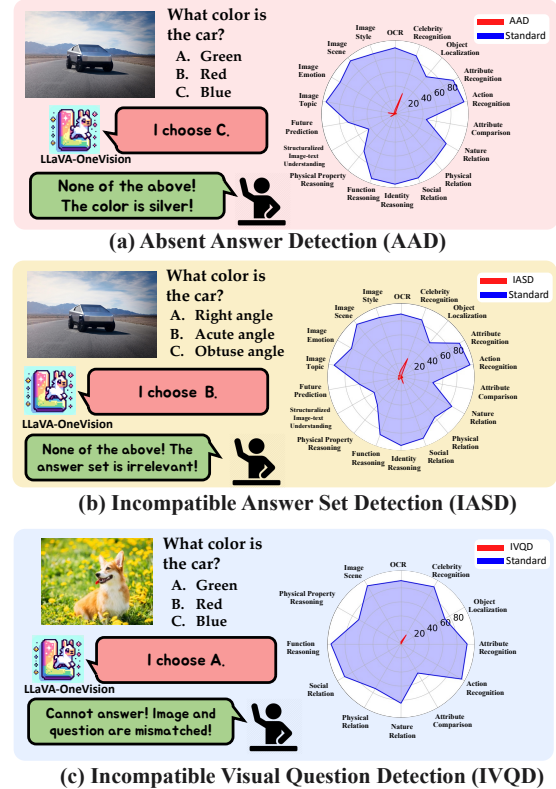 What color is
the car?
A. Green
B. Red
C. Blue
I choose C.
LLaVA-OneVision
None of the above!
The color is silver!
AAD
Standard
OCR
Celebrity
Recognition
Object
Localization
Attribute
Recognition
Action
Recognition
Attribute
Comparison
Nature
Relation
Physical
Relation
Social
Relation
Identity
Reasoning
Function
Reasoning
Physical Property
Reasoning
Structuralized
Image-text
Understanding
Future
Prediction
Image
Topic
Image
Emotion
Image
Scene
Image
Style
20 40 60 80
(a) Absent Answer Detection (AAD)
What color is
the car?
A. Right angle
B. Acute angle
C. Obtuse angle
I choose B.
LLaVA-OneVision
None of the above! The
answer set is irrelevant!
IASD
Standard
OCR
Celebrity
Recognition
Object
Localization
Attribute
Recognition
Action
Recognition
Attribute
Comparison
Nature
Relation
Physical
Relation
Social
Relation
Identity
Reasoning
Function
Reasoning
Physical Property
Reasoning
Structuralized
Image-text
Understanding
Future
Prediction
Image
Topic
Image
Emotion
Image
Scene
Image
Style
20 40 60 80
(b) Incompatible Answer Set Detection (IASD)
What color is
the car?
A. Green
B. Red
C. Blue
I choose A.
LLaVA-OneVision
Cannot answer! Image and
question are mismatched!
IVQD
Standard
OCR
Celebrity
Recognition
Object
Localization
Attribute
Recognition
Action
Recognition
Attribute
Comparison
Nature
Relation
Physical
Relation
Social
Relation
Function
Reasoning
Physical Property
Reasoning
Image
Scene
20 40 60 80
(c) Incompatible Visual Question Detection (IVQD)